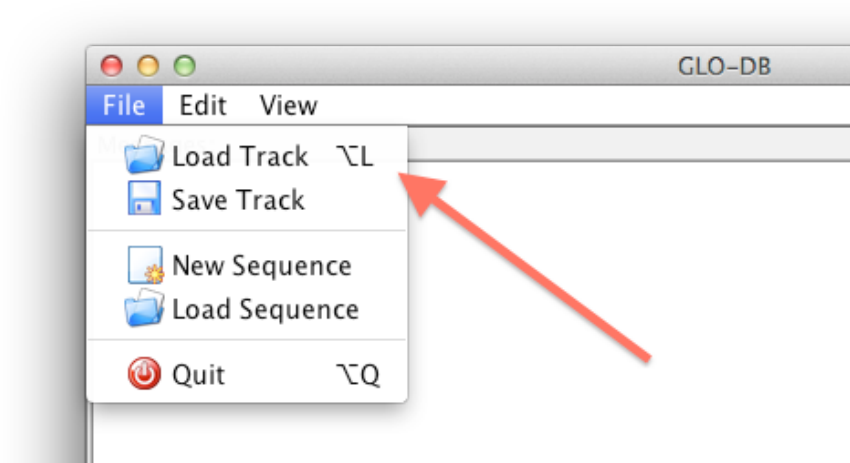 GLO-DB
File Edit View
Load Track ⌥L
Save Track
New Sequence
Load Sequence
Quit ⌥Q